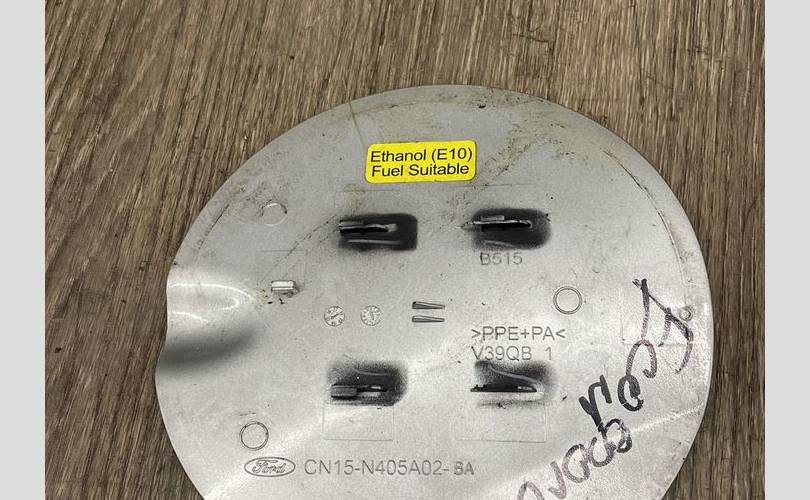 Ethanol (E10)
Fuel Suitable
B515
>PPE+PA<
V39QB 1
Ford CN15-N405A02-BA